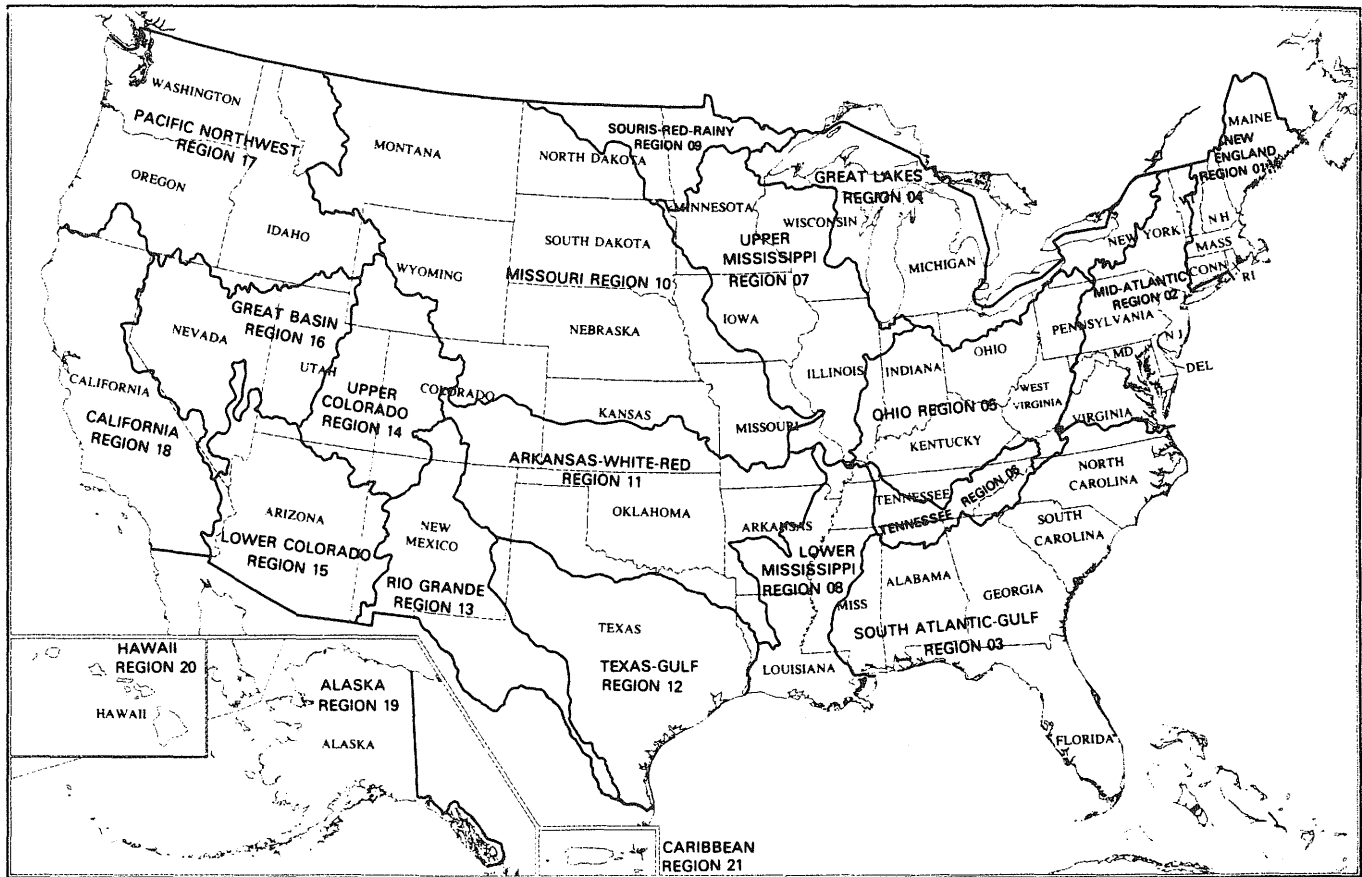 WASHINGTON
PACIFIC NORTHWEST
REGION 17
OREGON
IDAHO
MONTANA
WYOMING
NORTH DAKOTA
SOURIS-RED-RAINY
REGION 09
SOUTH DAKOTA
MISSOURI REGION 10
NEBRASKA
MINNESOTA
WISCONSIN
UPPER
MISSISSIPPI
REGION 07
IOWA
GREAT LAKES
REGION 04
MICHIGAN
MAINE
NEW
ENGLAND
REGION 01
VT
NH
NEW YORK
MASS
CONN
RI
MID-ATLANTIC
REGION 02
PENNSYLVANIA
NJ
MD
DEL
GREAT BASIN
REGION 16
NEVADA
UTAH
CALIFORNIA
CALIFORNIA
REGION 18
UPPER
COLORADO
REGION 14
COLORADO
KANSAS
MISSOURI
ILLINOIS
INDIANA
OHIO
OHIO REGION 05
WEST
VIRGINIA
VIRGINIA
KENTUCKY
ARKANSAS-WHITE-RED
REGION 11
OKLAHOMA
ARKANSAS
TENNESSEE
TENNESSEE REGION 06
NORTH
CAROLINA
SOUTH
CAROLINA
ARIZONA
LOWER COLORADO
REGION 15
NEW
MEXICO
RIO GRANDE
REGION 13
LOWER
MISSISSIPPI
REGION 08
MISS
ALABAMA
GEORGIA
SOUTH ATLANTIC-GULF
REGION 03
TEXAS
TEXAS-GULF
REGION 12
LOUISIANA
FLORIDA
HAWAII
REGION 20
HAWAII
ALASKA
REGION 19
ALASKA
CARIBBEAN
REGION 21